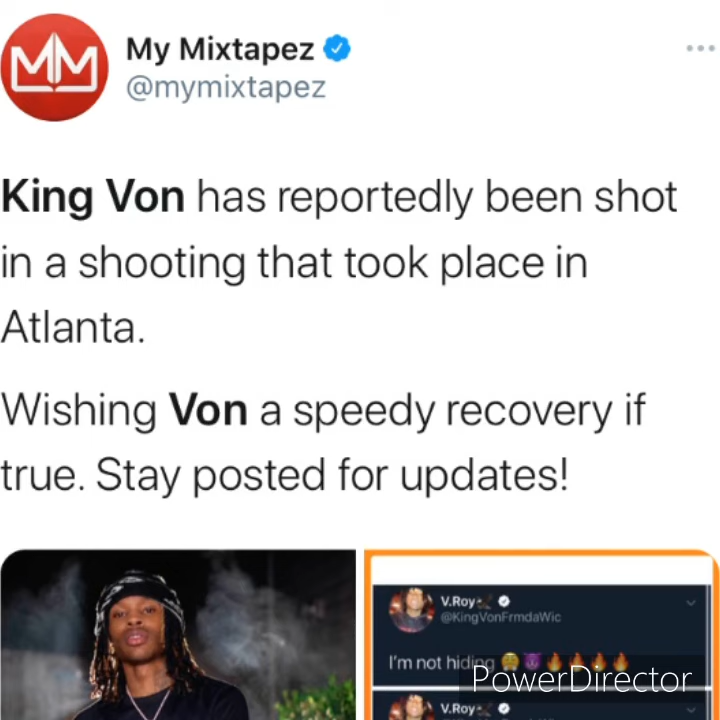 My Mixtapez
@mymixtapez
King Von has reportedly been shot
in a shooting that took place in
Atlanta.
Wishing Von a speedy recovery if
true. Stay posted for updates!
V.Roy
@KingVonFrmdaWic
I'm not hiding 🤑😈🔥🔥🔥🔥
PowerDirector
V.Roy